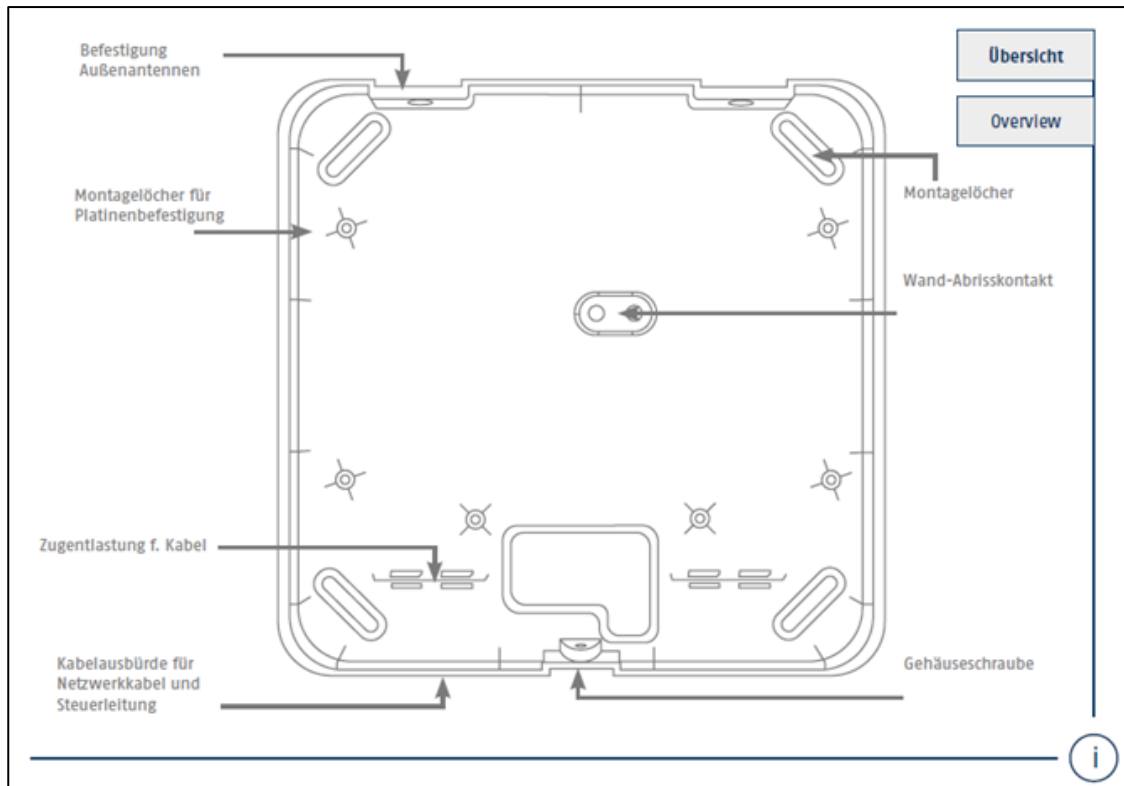 Befestigung
Außenantennen
Übersicht
Overview
Montagelöcher für
Platinenbefestigung
Montagelöcher
Wand-Abrisskontakt
Zugentlastung f. Kabel
Kabelausbürde für
Netzwerkkabel und
Steuerleitung
Gehäuseschraube
i